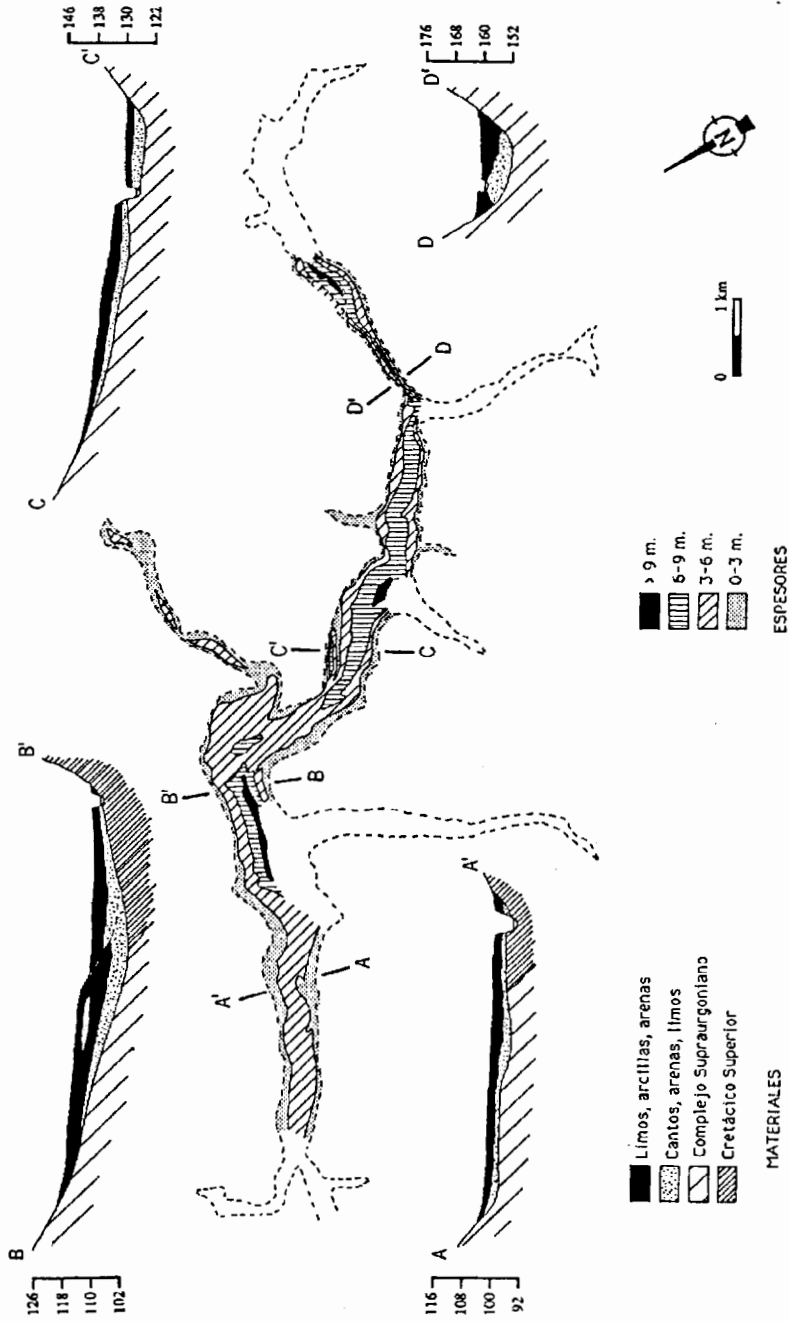 B
B'
126
118
110
102
C
C'
146
138
130
122
A'
A
B'
B
C'
C
D'
D
A
A'
116
108
100
92
D
D'
176
168
160
152
Limos, arcillas, arenas
Cantos, arenas, limos
Complejo Supraurgoniano
Cretácico Superior
MATERIALES
> 9 m.
6-9 m.
3-6 m.
0-3 m.
ESPESORES
0
1 km
N